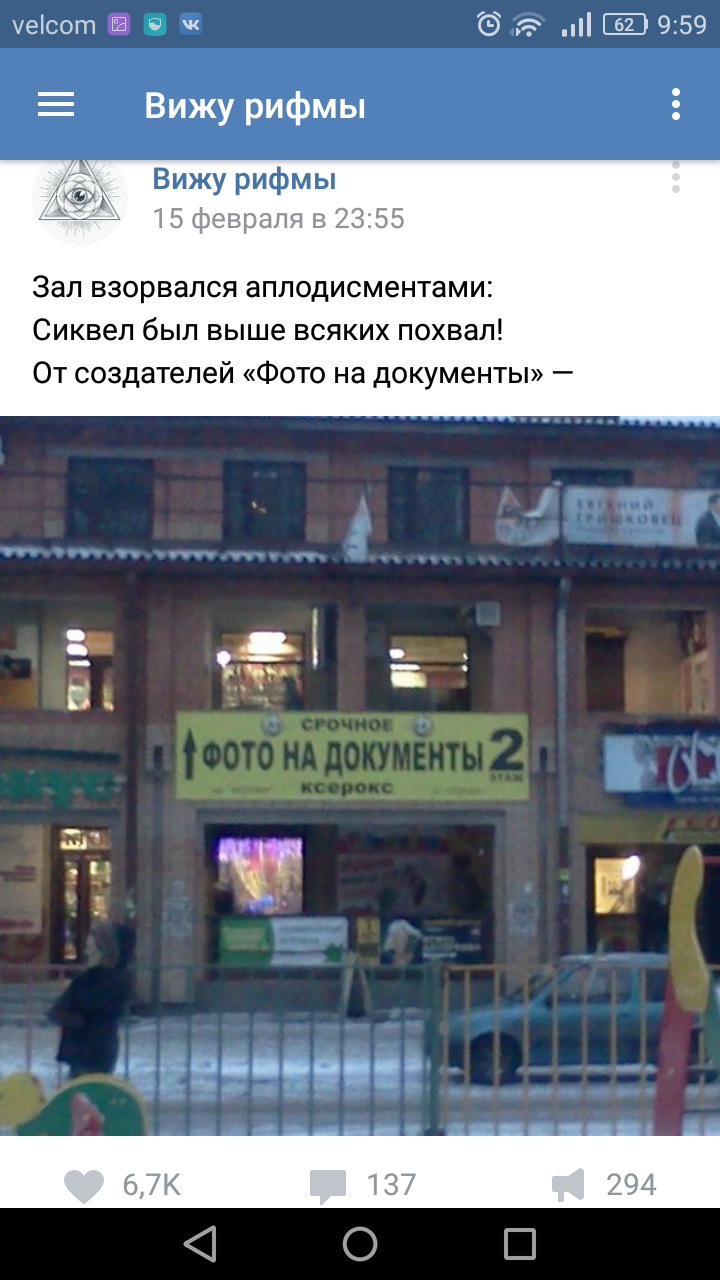 velcom
62
9:59
Вижу рифмы
Вижу рифмы
15 февраля в 23:55
Зал взорвался аплодисментами:
Сиквел был выше всяких похвал!
От создателей «Фото на документы» —
ЕВГЕНИЙ
ГРИШКОВЕЦ
СРОЧНОЕ
ФОТО НА ДОКУМЕНТЫ 2
ЭТАЖ
ксерокс
6,7K
137
294